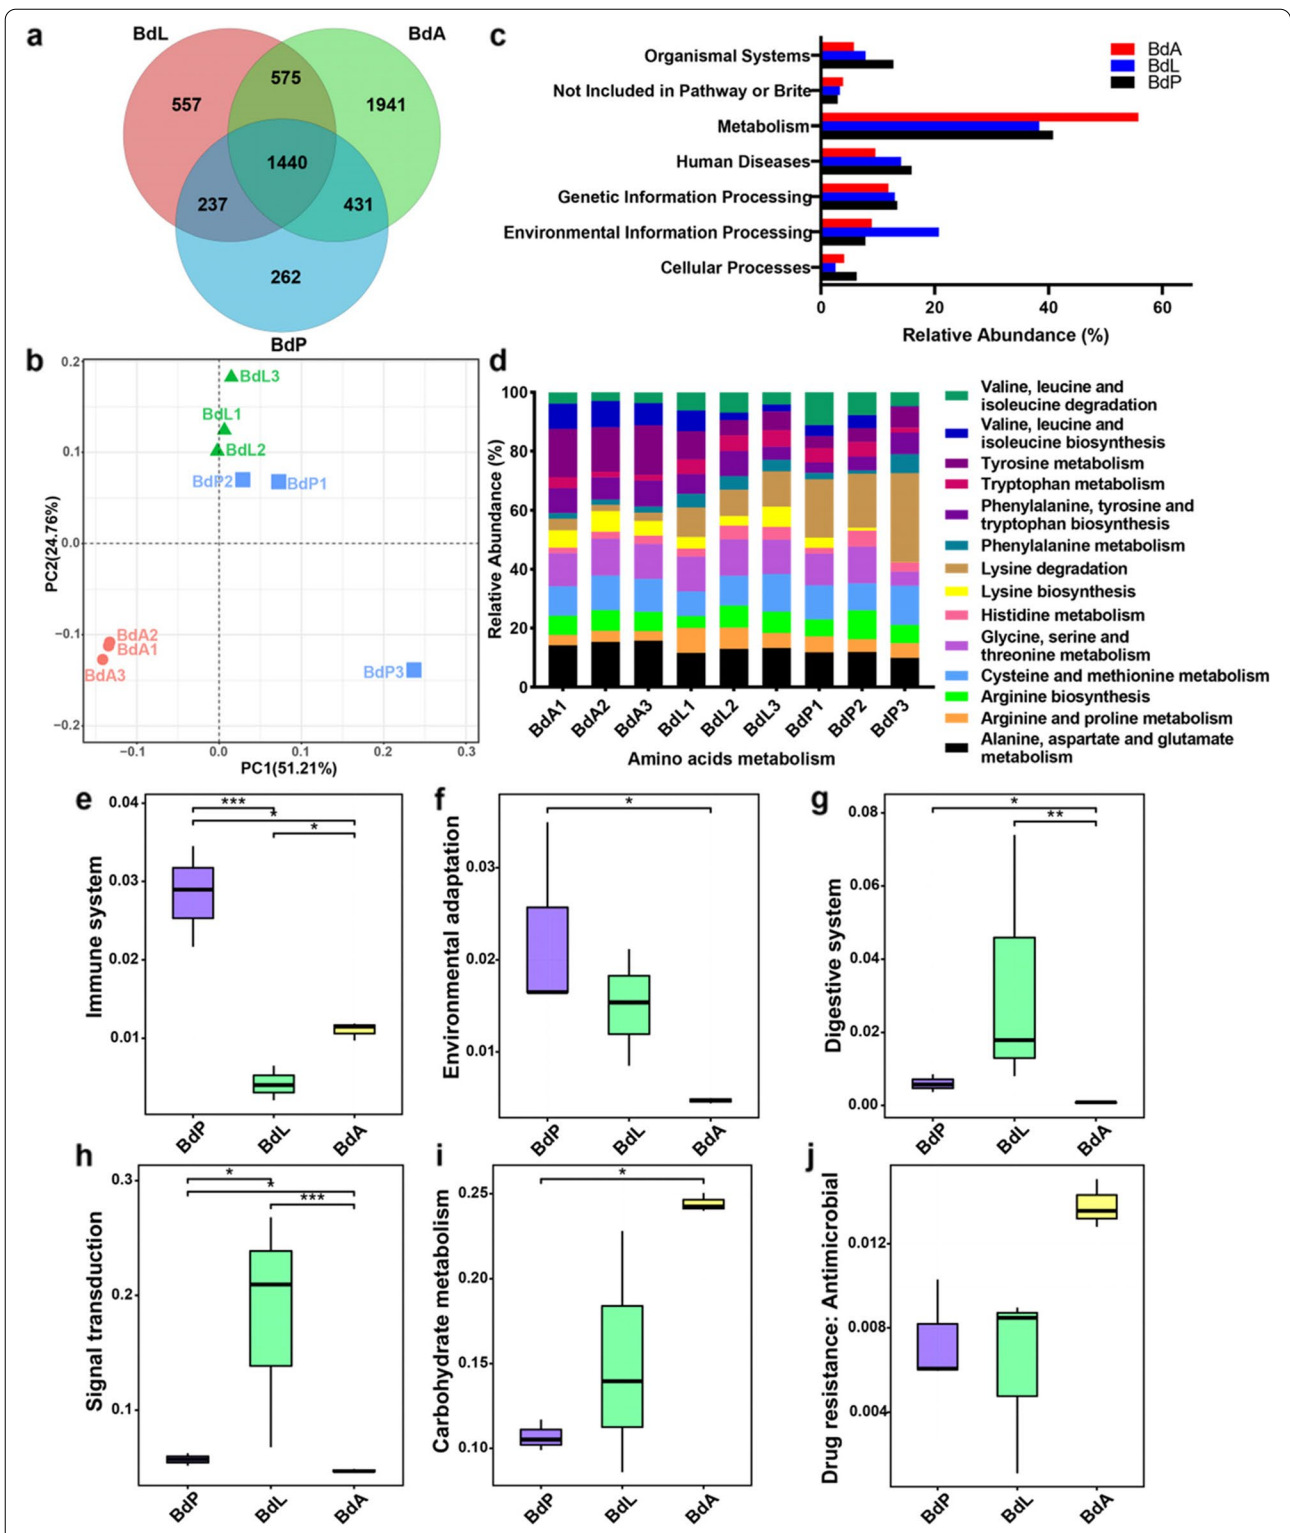 a
BdL
BdA
575
557
1941
1440
237
431
262
BdP
c
Organismal Systems
Not Included in Pathway or Brite
Metabolism
Human Diseases
Genetic Information Processing
Environmental Information Processing
Cellular Processes
BdA
BdL
BdP
0
20
40
60
Relative Abundance (%)
b
0.2
0.1
0.0
−0.1
−0.2
PC2(24.76%)
BdL3
BdL1
BdL2
BdP2
BdP1
BdA2
BdA1
BdA3
BdP3
−0.1
0.0
0.1
0.2
0.3
PC1(51.21%)
d
100
80
60
40
20
0
Relative Abundance (%)
BdA1
BdA2
BdA3
BdL1
BdL2
BdL3
BdP1
BdP2
BdP3
Amino acids metabolism
Valine, leucine and
isoleucine degradation
Valine, leucine and
isoleucine biosynthesis
Tyrosine metabolism
Tryptophan metabolism
Phenylalanine, tyrosine and
tryptophan biosynthesis
Phenylalanine metabolism
Lysine degradation
Lysine biosynthesis
Histidine metabolism
Glycine, serine and
threonine metabolism
Cysteine and methionine metabolism
Arginine biosynthesis
Arginine and proline metabolism
Alanine, aspartate and glutamate
metabolism
e
0.04
0.03
0.02
0.01
Immune system
***
*
*
BdP
BdL
BdA
f
0.03
0.02
0.01
Environmental adaptation
*
BdP
BdL
BdA
g
0.08
0.06
0.04
0.02
0.00
Digestive system
*
**
BdP
BdL
BdA
h
0.3
0.2
0.1
Signal transduction
*
*
***
BdP
BdL
BdA
i
0.25
0.20
0.15
0.10
Carbohydrate metabolism
*
BdP
BdL
BdA
j
0.012
0.008
0.004
Drug resistance: Antimicrobial
BdP
BdL
BdA